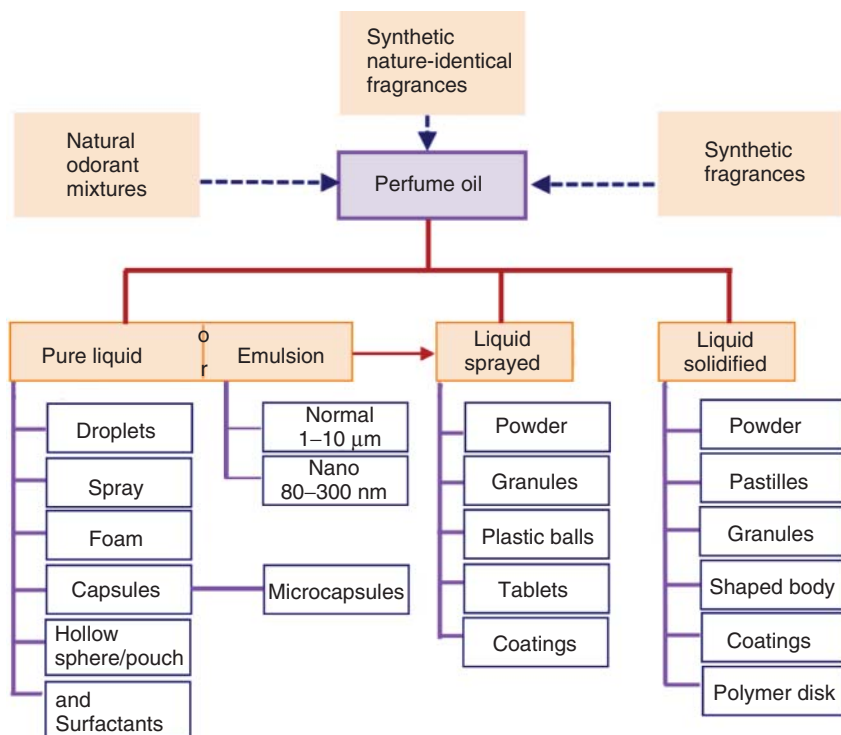 Synthetic
nature-identical
fragrances
Natural
odorant
mixtures
Perfume oil
Synthetic
fragrances
Pure liquid
o
r
Emulsion
Liquid
sprayed
Liquid
solidified
Droplets
Spray
Foam
Capsules
Hollow
sphere/pouch
and
Surfactants
Normal
1–10 μm
Nano
80–300 nm
Microcapsules
Powder
Granules
Plastic balls
Tablets
Coatings
Powder
Pastilles
Granules
Shaped body
Coatings
Polymer disk